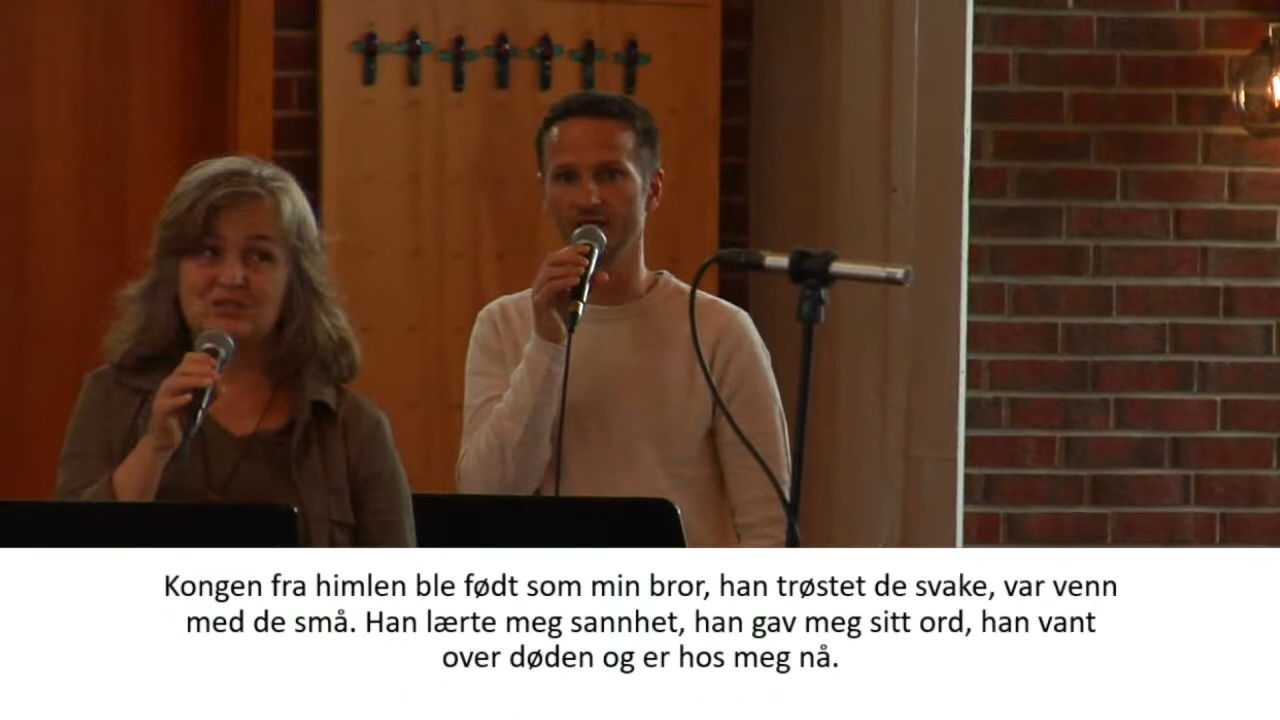 Kongen fra himlen ble født som min bror, han trøstet de svake, var venn
med de små. Han lærte meg sannhet, han gav meg sitt ord, han vant
over døden og er hos meg nå.